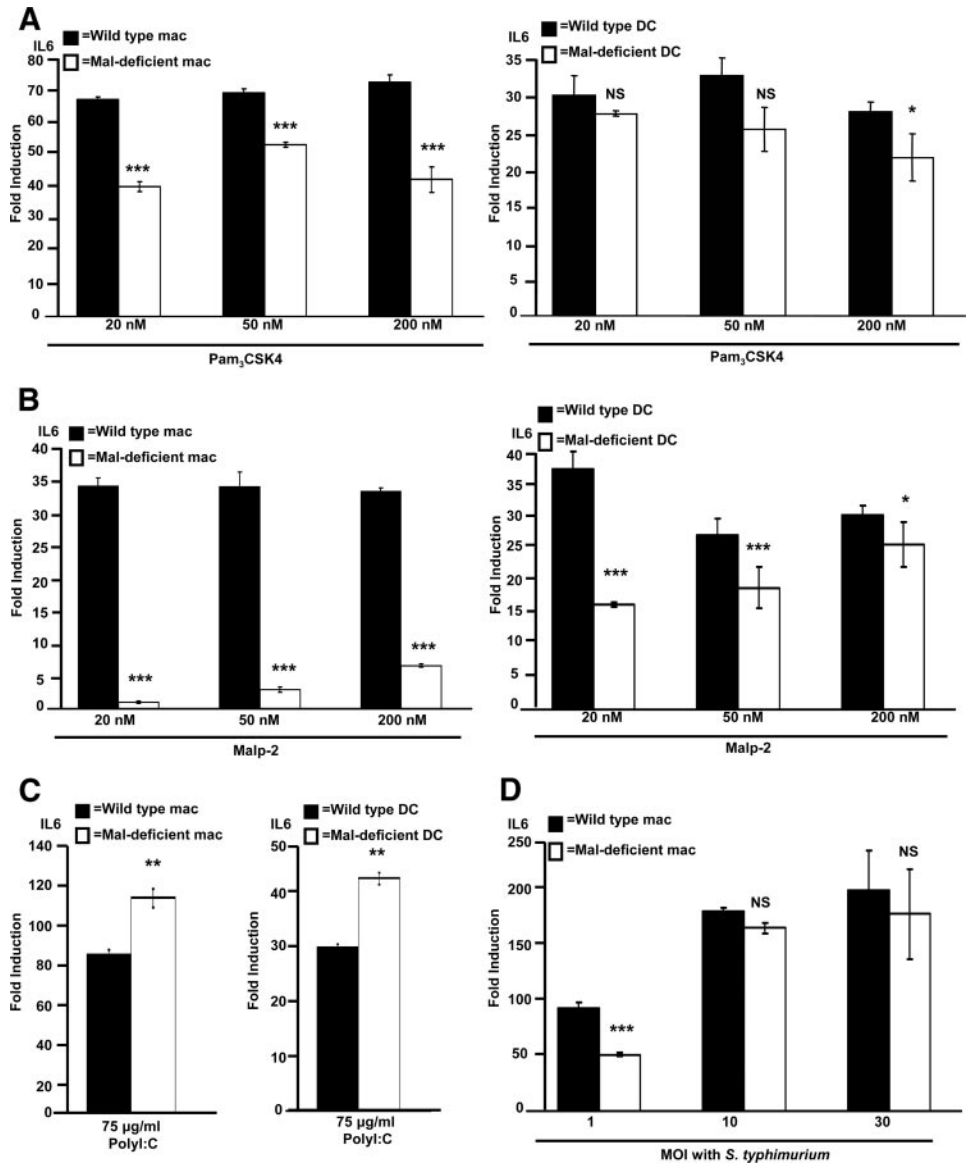 A
IL6
=Wild type mac
=Mal-deficient mac
80
70
60
50
40
30
20
10
0
Fold Induction
***
***
***
20 nM
50 nM
200 nM
Pam3CSK4
=Wild type DC
=Mal-deficient DC
IL6
35
30
25
20
15
10
5
0
Fold Induction
NS
NS
*
20 nM
50 nM
200 nM
Pam3CSK4
B
IL6
=Wild type mac
=Mal-deficient mac
40
35
30
25
20
15
10
5
0
Fold Induction
***
***
***
20 nM
50 nM
200 nM
Malp-2
=Wild type DC
IL6
=Mal-deficient DC
40
35
30
25
20
15
10
5
0
Fold Induction
***
***
*
20 nM
50 nM
200 nM
Malp-2
C
=Wild type mac
IL6
=Mal-deficient mac
140
120
100
80
60
40
20
0
Fold Induction
**
75 µg/ml
PolyI:C
=Wild type DC
IL6
=Mal-deficient DC
50
40
30
20
10
0
Fold Induction
**
75 µg/ml
PolyI:C
D
=Wild type mac
IL6
=Mal-deficient mac
250
200
150
100
50
0
Fold Induction
***
NS
NS
1
10
30
MOI with S. typhimurium